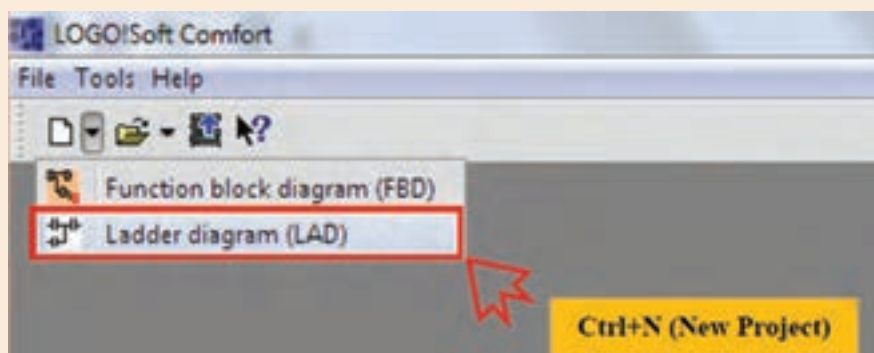 LOGO!Soft Comfort
File Tools Help
Function block diagram (FBD)
Ladder diagram (LAD)
Ctrl+N (New Project)